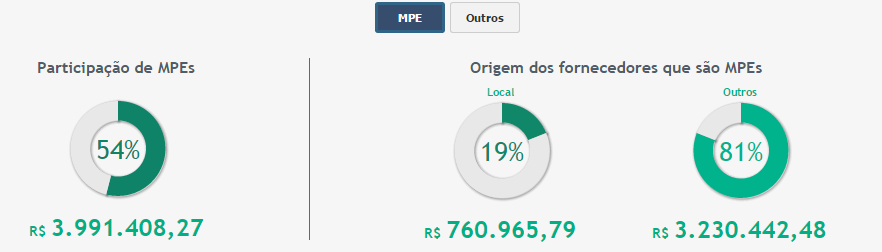 MPE
Outros
Participação de MPEs
54%
R$ 3.991.408,27
Origem dos fornecedores que são MPEs
Local
19%
R$ 760.965,79
Outros
81%
R$ 3.230.442,48